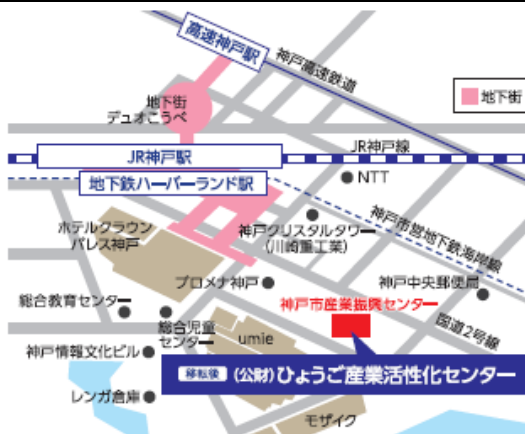 高速神戸駅
神戸高速鉄道
地下街
地下街
デュオこうべ
JR神戸線
JR神戸駅
地下鉄ハーバーランド駅
NTT
ホテルクラウン
パレス神戸
神戸クリスタルタワー
(川崎重工業)
神戸市営地下鉄海岸線
プロメナ神戸
神戸中央郵便局
総合教育センター
神戸市産業振興センター
総合児童
センター
umie
国道2号線
神戸情報文化ビル
移転後 (公財)ひょうご産業活性化センター
レンガ倉庫
モザイク